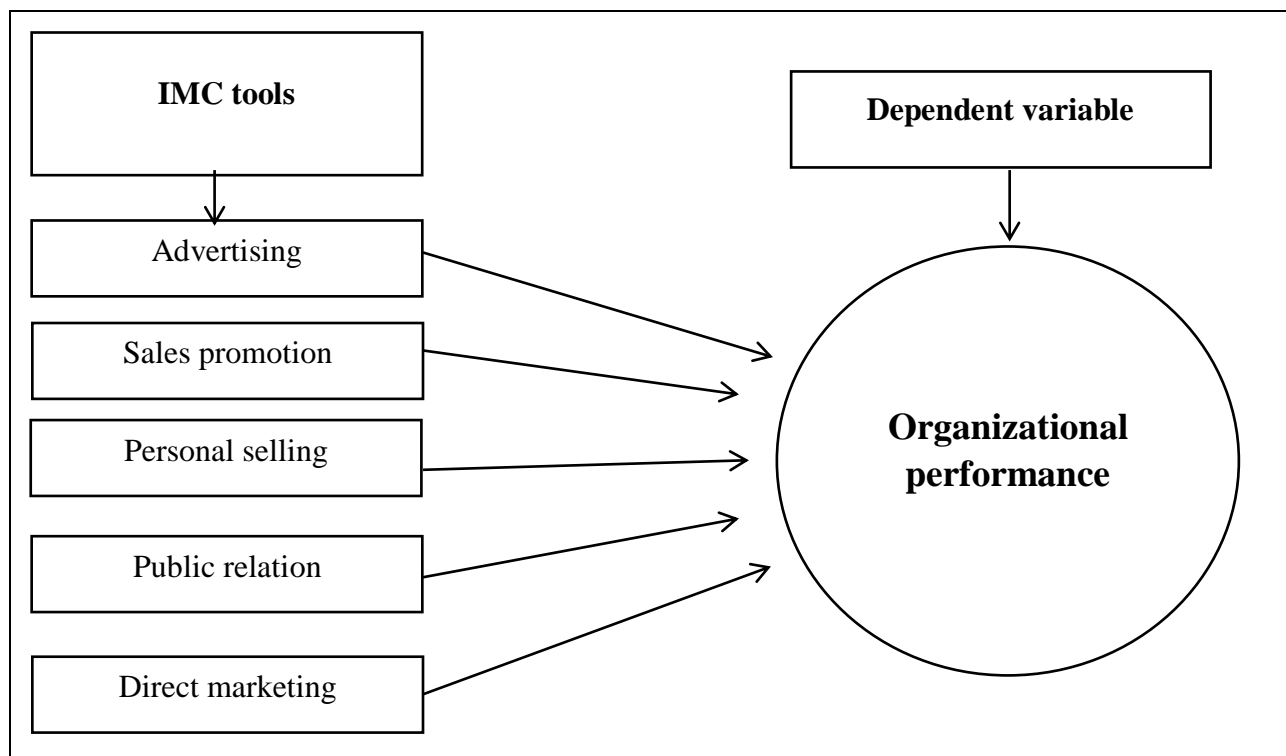 IMC tools
Dependent variable
Advertising
Sales promotion
Personal selling
Public relation
Direct marketing
Organizational
performance